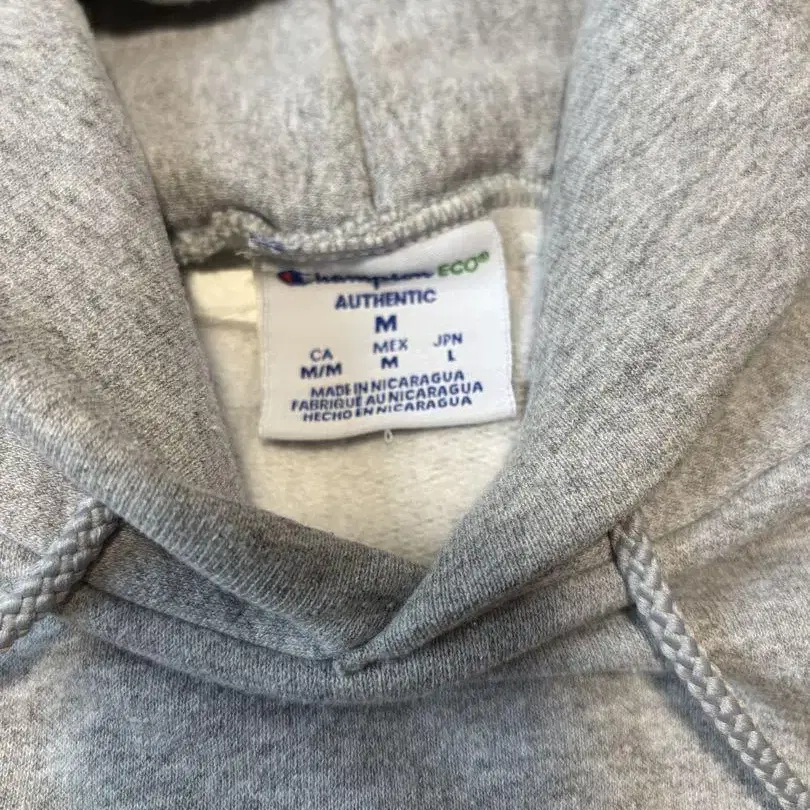 Champion ECO®
AUTHENTIC
M
CA MEX JPN
M/M M L
MADE IN NICARAGUA
FABRIQUE AU NICARAGUA
HECHO EN NICARAGUA